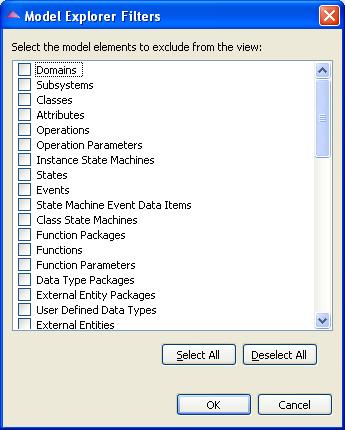 Model Explorer Filters
Select the model elements to exclude from the view:
Domains
Subsystems
Classes
Attributes
Operations
Operation Parameters
Instance State Machines
States
Events
State Machine Event Data Items
Class State Machines
Function Packages
Functions
Function Parameters
Data Type Packages
External Entity Packages
User Defined Data Types
External Entities
Select All
Deselect All
OK
Cancel